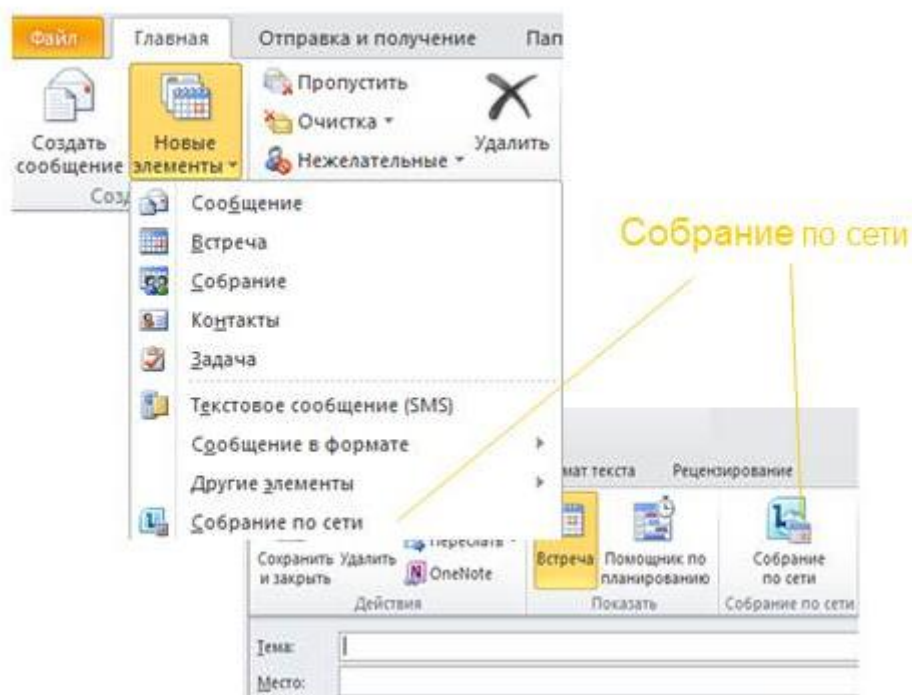 Файл Главная Отправка и получение Пап
Создать сообщение
Новые элементы
Пропустить
Очистка
Нежелательные
Удалить
Созд
Сообщение
Встреча
Собрание
Контакты
Задача
Текстовое сообщение (SMS)
Сообщение в формате
Другие элементы
Собрание по сети
Собрание по сети
мат текста Рецензирование
Сохранить и закрыть
Удалить
Переслать
OneNote
Встреча
Помощник по планированию
Собрание по сети
Действия Показать Собрание по сети
Тема:
Место: